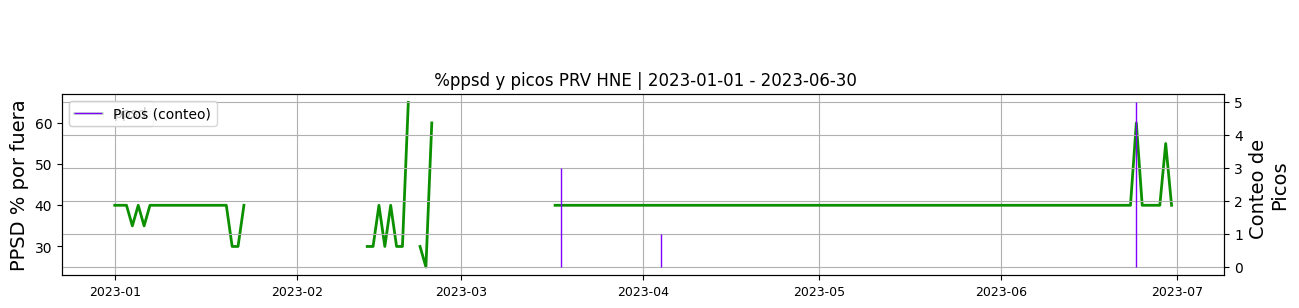 %ppsd y picos PRV HNE | 2023-01-01 - 2023-06-30
PPSD % por fuera
60
50
40
30
Picos (conteo)
5
4
3
2
1
0
Conteo de
Picos
2023-01 2023-02 2023-03 2023-04 2023-05 2023-06 2023-07